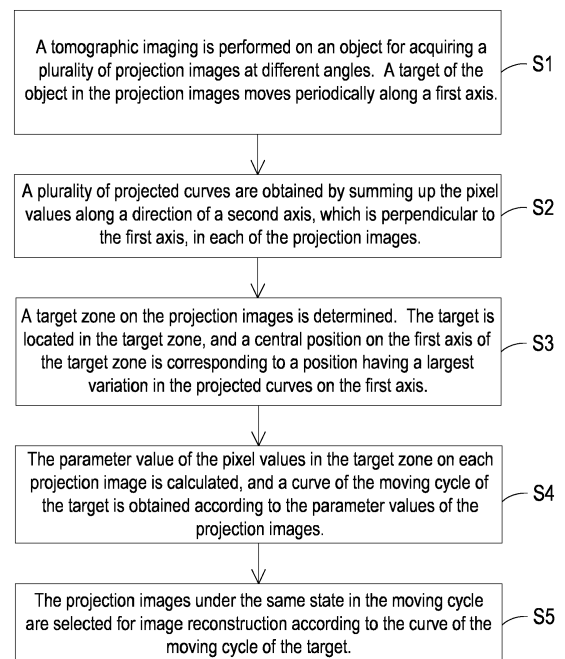 A tomographic imaging is performed on an object for acquiring a
plurality of projection images at different angles. A target of the
object in the projection images moves periodically along a first axis.
S1
A plurality of projected curves are obtained by summing up the pixel
values along a direction of a second axis, which is perpendicular to
the first axis, in each of the projection images.
S2
A target zone on the projection images is determined. The target is
located in the target zone, and a central position on the first axis of
the target zone is corresponding to a position having a largest
variation in the projected curves on the first axis.
S3
The parameter value of the pixel values in the target zone on each
projection image is calculated, and a curve of the moving cycle of
the target is obtained according to the parameter values of the
projection images.
S4
The projection images under the same state in the moving cycle
are selected for image reconstruction according to the curve of the
moving cycle of the target.
S5